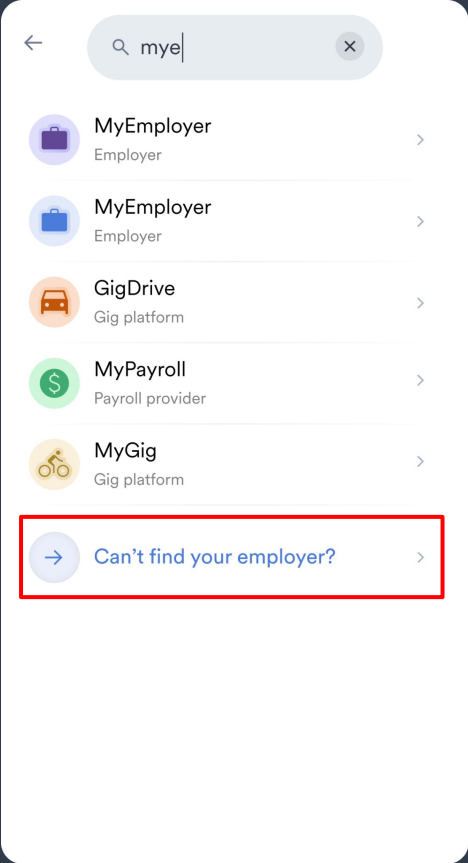 mye
MyEmployer
Employer
MyEmployer
Employer
GigDrive
Gig platform
MyPayroll
Payroll provider
MyGig
Gig platform
Can’t find your employer?